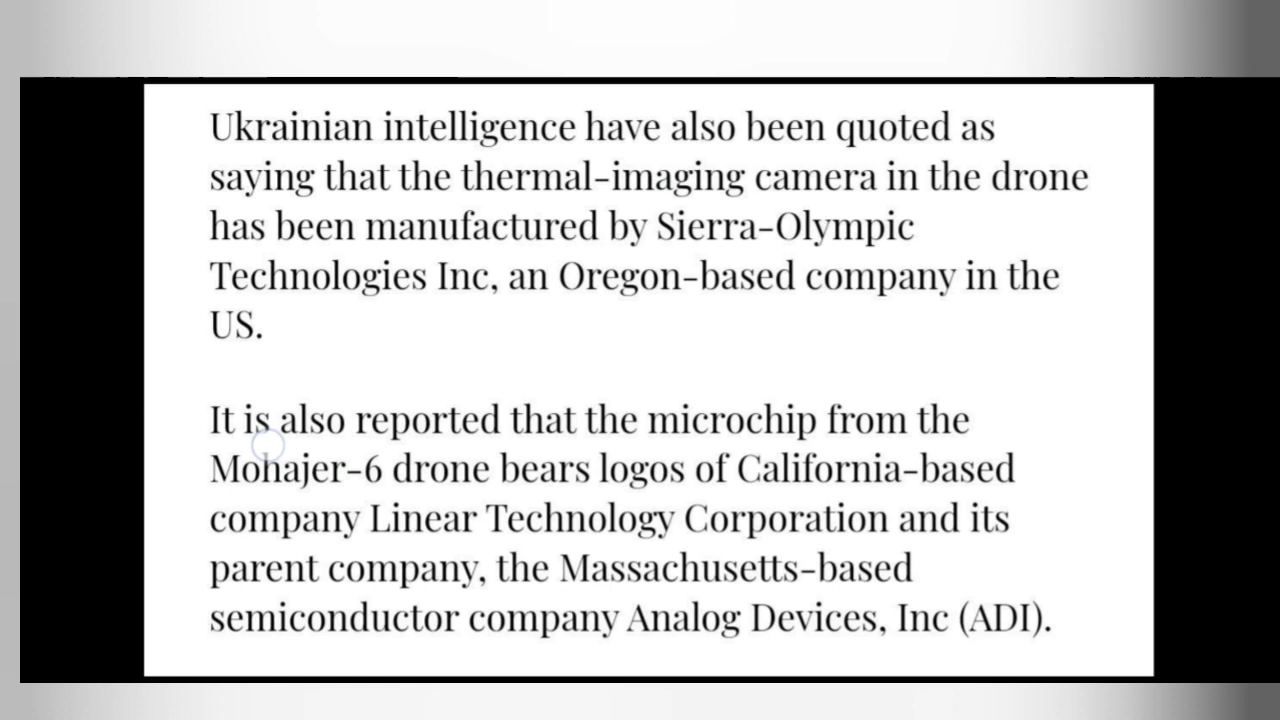 Ukrainian intelligence have also been quoted as
saying that the thermal-imaging camera in the drone
has been manufactured by Sierra-Olympic
Technologies Inc, an Oregon-based company in the
US.
It is also reported that the microchip from the
Mohajer-6 drone bears logos of California-based
company Linear Technology Corporation and its
parent company, the Massachusetts-based
semiconductor company Analog Devices, Inc (ADI).